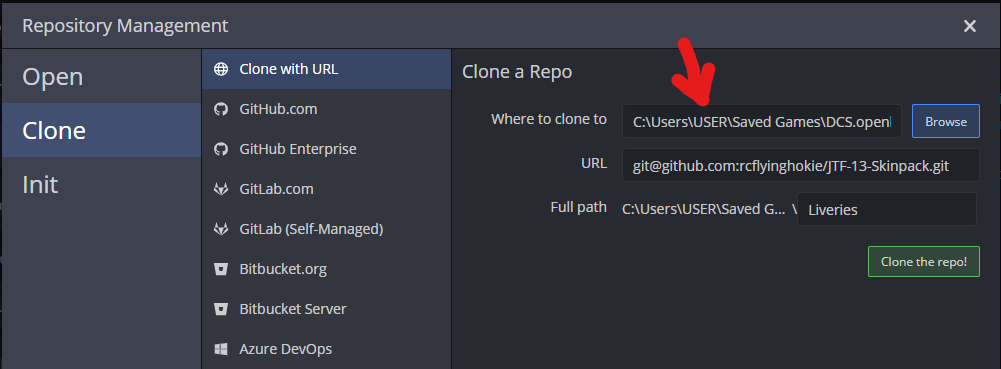 Repository Management
Open
Clone
Init
Clone with URL
GitHub.com
GitHub Enterprise
GitLab.com
GitLab (Self-Managed)
Bitbucket.org
Bitbucket Server
Azure DevOps
Clone a Repo
Where to clone to C:\Users\USER\Saved Games\DCS.open Browse
URL git@github.com:rcflyinghokie/JTF-13-Skinpack.git
Full path C:\Users\USER\Saved G... \ Liveries
Clone the repo!